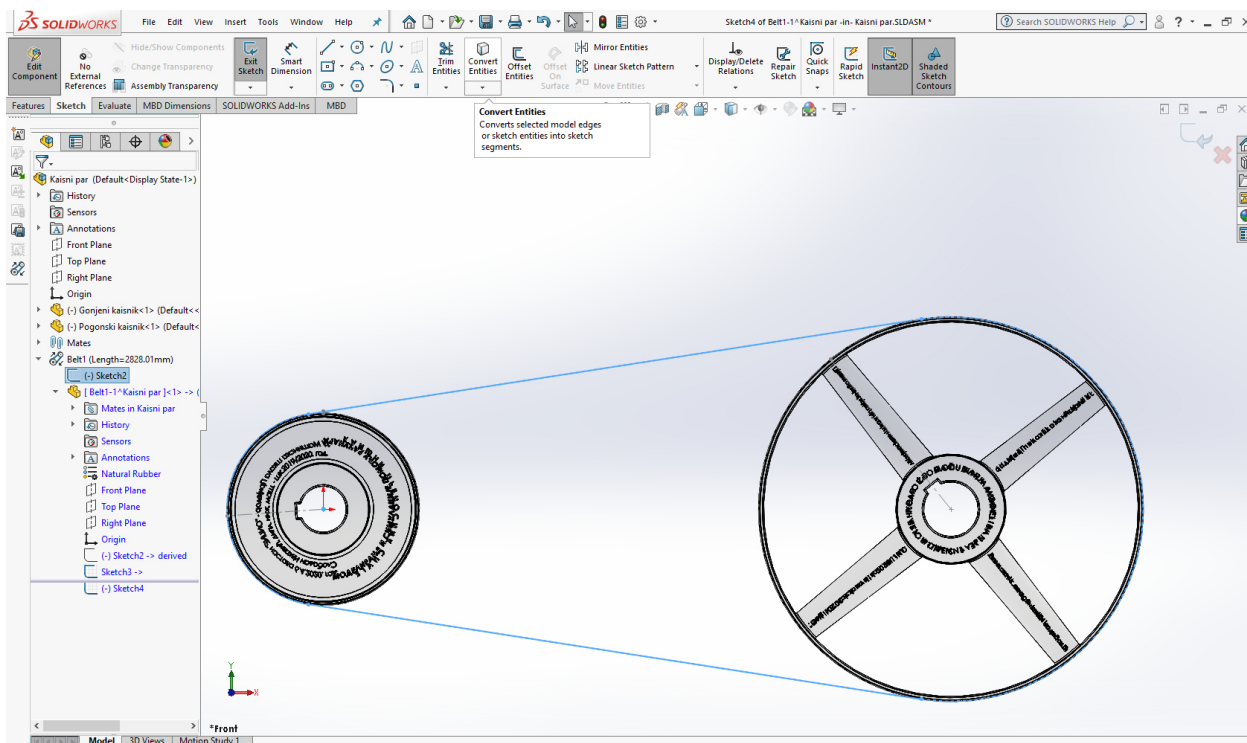 SOLIDWORKS
File Edit View Insert Tools Window Help
Sketch4 of Belt1-1^Kaisni par -in- Kaisni par.SLDASM *
Search SOLIDWORKS Help
Edit Component
No External References
Hide/Show Components
Change Transparency
Assembly Transparency
Exit Sketch
Smart Dimension
Trim Entities
Convert Entities
Offset Entities
Offset On Surface
Mirror Entities
Linear Sketch Pattern
Move Entities
Display/Delete Relations
Repair Sketch
Quick Snaps
Rapid Sketch
Instant2D
Shaded Sketch Contours
Features Sketch Evaluate MBD Dimensions SOLIDWORKS Add-Ins MBD
Convert Entities
Converts selected model edges
or sketch entities into sketch
segments.
Kaisni par (Default<Display State-1>)
History
Sensors
Annotations
Front Plane
Top Plane
Right Plane
Origin
(-) Gonjeni kaisnik<1> (Default<<
(-) Pogonski kaisnik<1> (Default<
Mates
Belt1 (Length=2828.01mm)
(-) Sketch2
[ Belt1-1^Kaisni par ]<1> -> (
Mates in Kaisni par
History
Sensors
Annotations
Natural Rubber
Front Plane
Top Plane
Right Plane
Origin
(-) Sketch2 -> derived
Sketch3 ->
(-) Sketch4
Y
X
*Front
Model 3D Views Motion Study 1